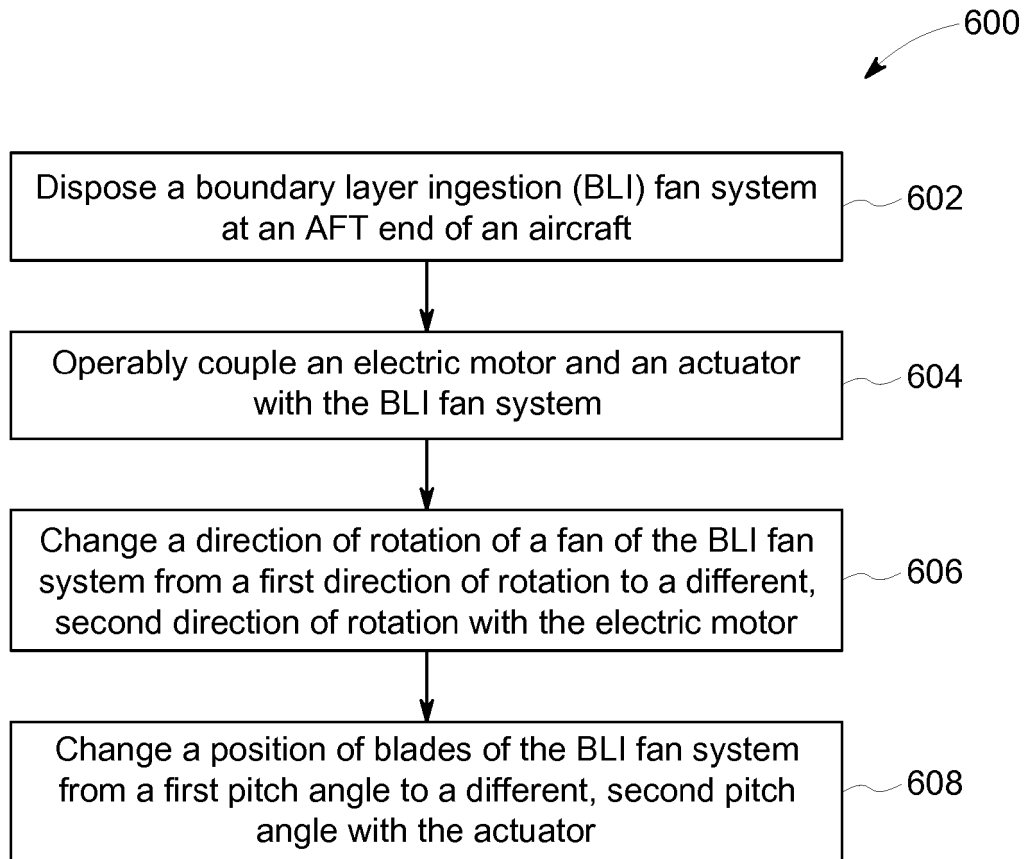 600
Dispose a boundary layer ingestion (BLI) fan system
at an AFT end of an aircraft
602
Operably couple an electric motor and an actuator
with the BLI fan system
604
Change a direction of rotation of a fan of the BLI fan
system from a first direction of rotation to a different,
second direction of rotation with the electric motor
606
Change a position of blades of the BLI fan system
from a first pitch angle to a different, second pitch
angle with the actuator
608